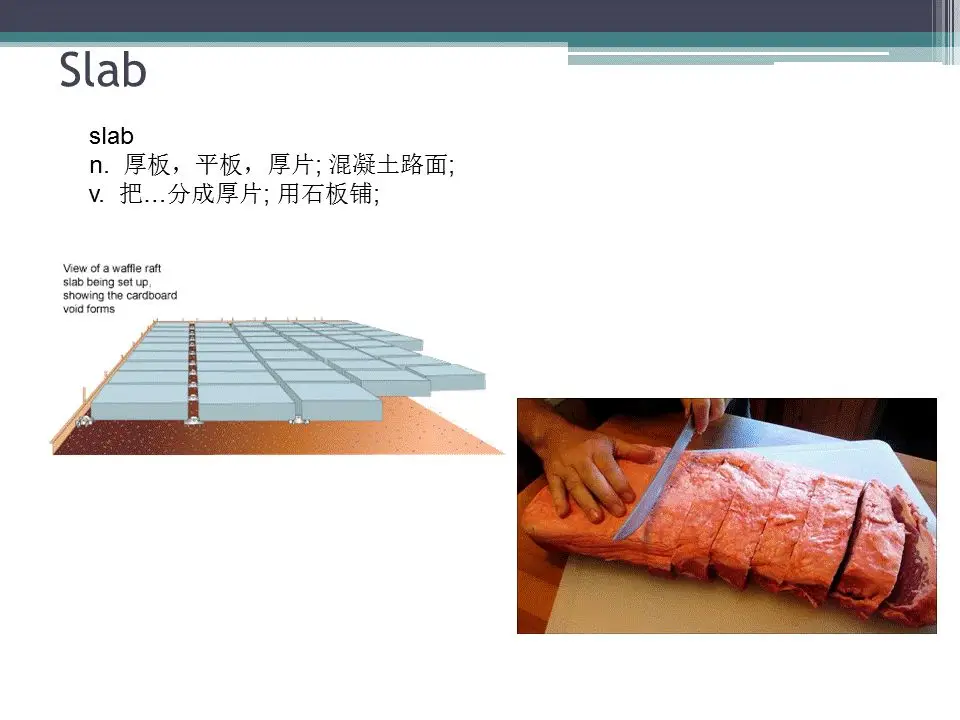 Slab
slab
n.  厚板，平板，厚片; 混凝土路面;
v.  把…分成厚片; 用石板铺;
View of a waffle raft
slab being set up,
showing the cardboard
void forms